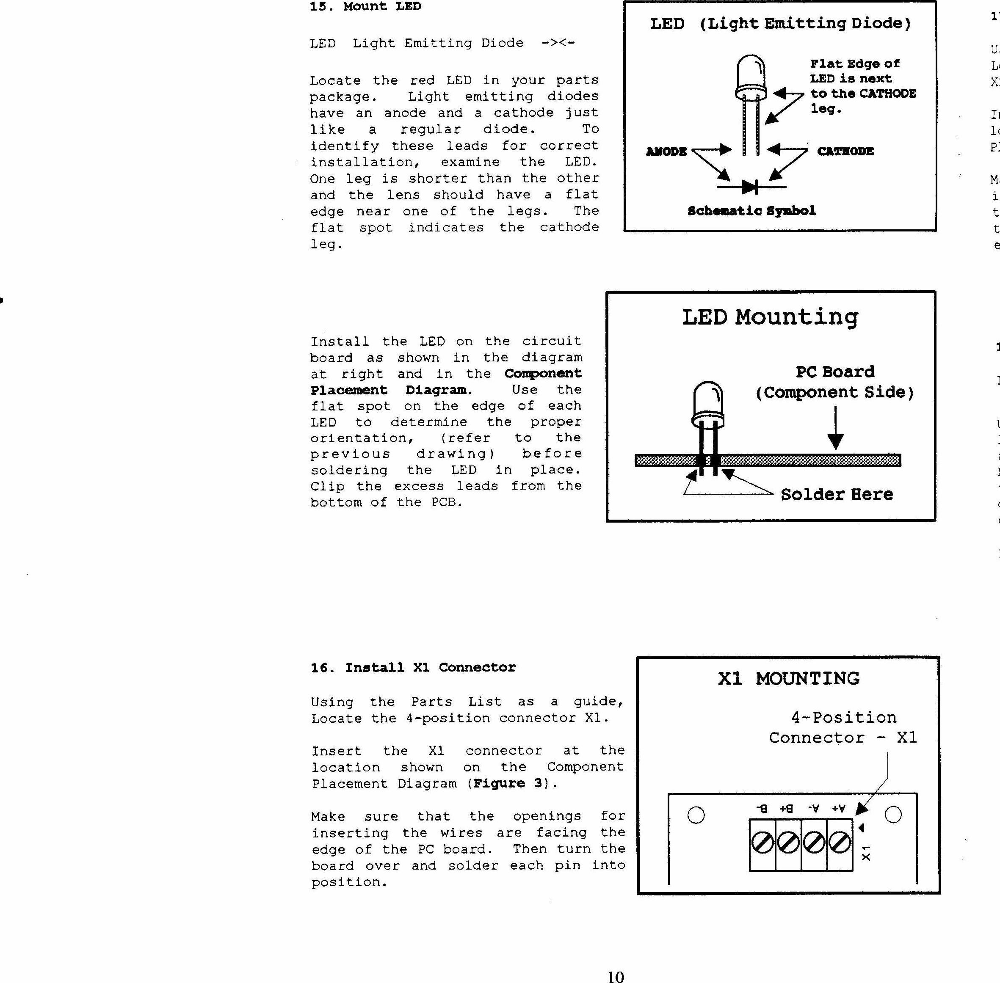 15. Mount LED
LED Light Emitting Diode -><-
Locate the red LED in your parts
package. Light emitting diodes
have an anode and a cathode just
like a regular diode. To
identify these leads for correct
installation, examine the LED.
One leg is shorter than the other
and the lens should have a flat
edge near one of the legs. The
flat spot indicates the cathode
leg.
LED (Light Emitting Diode)
Flat Edge of
LED is next
to the CATHODE
leg.
ANODE
CATHODE
Schematic Symbol
Install the LED on the circuit
board as shown in the diagram
at right and in the Component
Placement Diagram. Use the
flat spot on the edge of each
LED to determine the proper
orientation, (refer to the
previous drawing) before
soldering the LED in place.
Clip the excess leads from the
bottom of the PCB.
LED Mounting
PC Board
(Component Side)
Solder Here
16. Install X1 Connector
Using the Parts List as a guide,
Locate the 4-position connector X1.
Insert the X1 connector at the
location shown on the Component
Placement Diagram (Figure 3).
Make sure that the openings for
inserting the wires are facing the
edge of the PC board. Then turn the
board over and solder each pin into
position.
X1 MOUNTING
4-Position
Connector - X1
B- B+ A- A+
X1
10